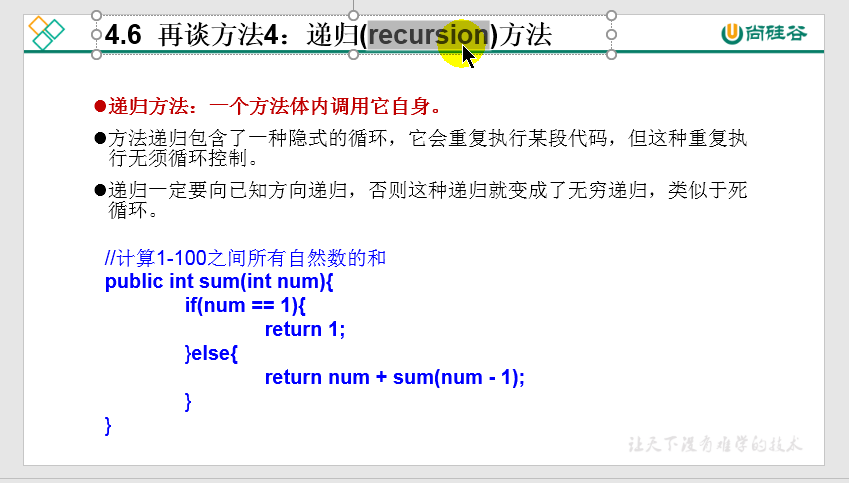 4.6 再谈方法4：递归(recursion)方法
尚硅谷
●递归方法：一个方法体内调用它自身。
●方法递归包含了一种隐式的循环，它会重复执行某段代码，但这种重复执
行无须循环控制。
●递归一定要向已知方向递归，否则这种递归就变成了无穷递归，类似于死
循环。
//计算1-100之间所有自然数的和
public int sum(int num){
if(num == 1){
return 1;
}else{
return num + sum(num - 1);
}
}
让天下没有难学的技术